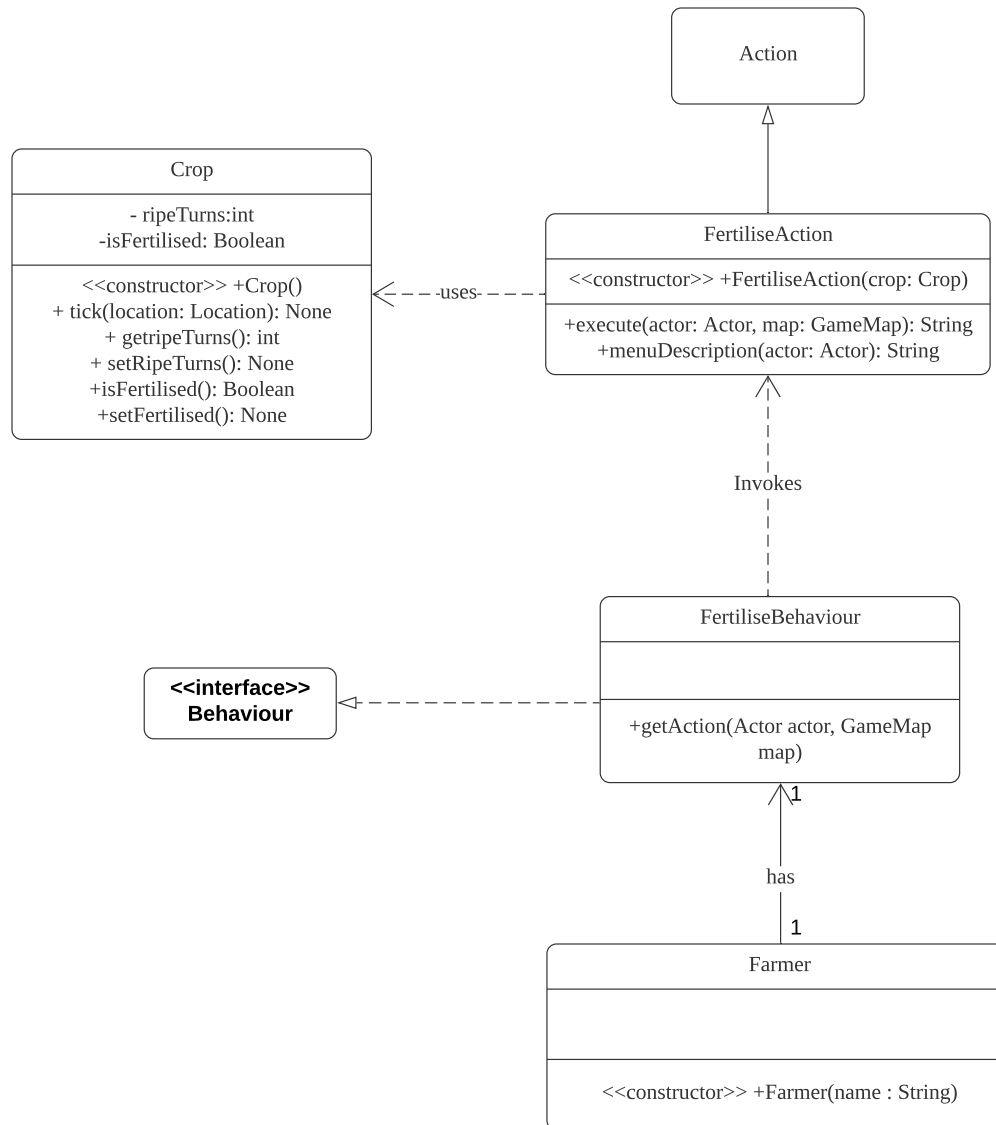 Action
Crop
- ripeTurns:int
-isFertilised: Boolean
<<constructor>> +Crop()
+ tick(location: Location): None
+ getripeTurns(): int
+ setRipeTurns(): None
+isFertilised(): Boolean
+setFertilised(): None
uses
FertiliseAction
<<constructor>> +FertiliseAction(crop: Crop)
+execute(actor: Actor, map: GameMap): String
+menuDescription(actor: Actor): String
Invokes
<<interface>>
Behaviour
FertiliseBehaviour
+getAction(Actor actor, GameMap
map)
1
has
1
Farmer
<<constructor>> +Farmer(name : String)